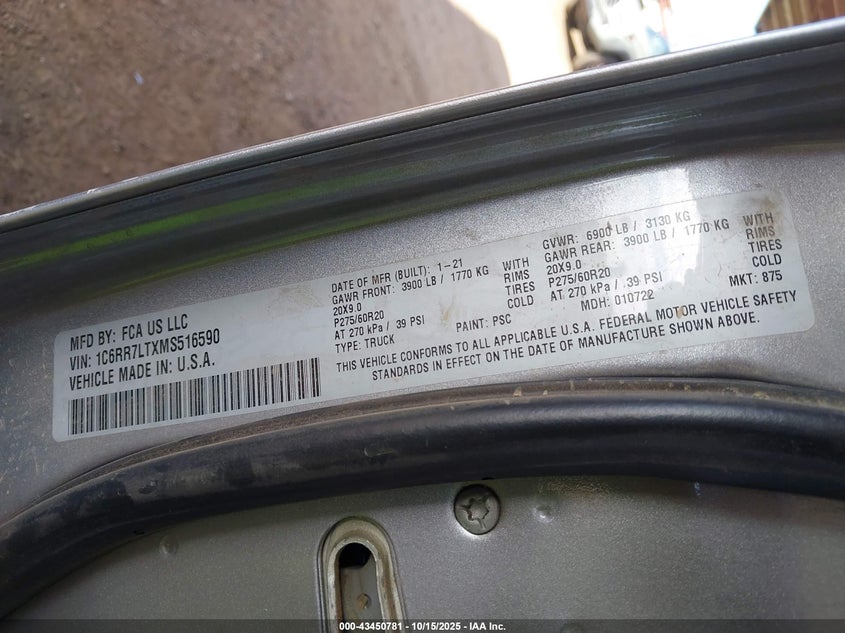 MFD BY: FCA US LLC
VIN: 1C6RR7LTXMS516590
VEHICLE MADE IN: U.S.A.
DATE OF MFR (BUILT): 1-21
GAWR FRONT: 3900 LB / 1770 KG WITH
20X9.0 RIMS
P275/60R20 TIRES
AT 270 kPa / 39 PSI COLD
TYPE: TRUCK PAINT: PSC
GVWR: 6900 LB / 3130 KG
GAWR REAR: 3900 LB / 1770 KG WITH
20X9.0 RIMS
P275/60R20 TIRES
AT 270 kPa / 39 PSI COLD
MDH: 010722 MKT: 875
THIS VEHICLE CONFORMS TO ALL APPLICABLE U.S.A. FEDERAL MOTOR VEHICLE SAFETY
STANDARDS IN EFFECT ON THE DATE OF MANUFACTURE SHOWN ABOVE.
000-43450781 - 10/15/2025 - IAA Inc.